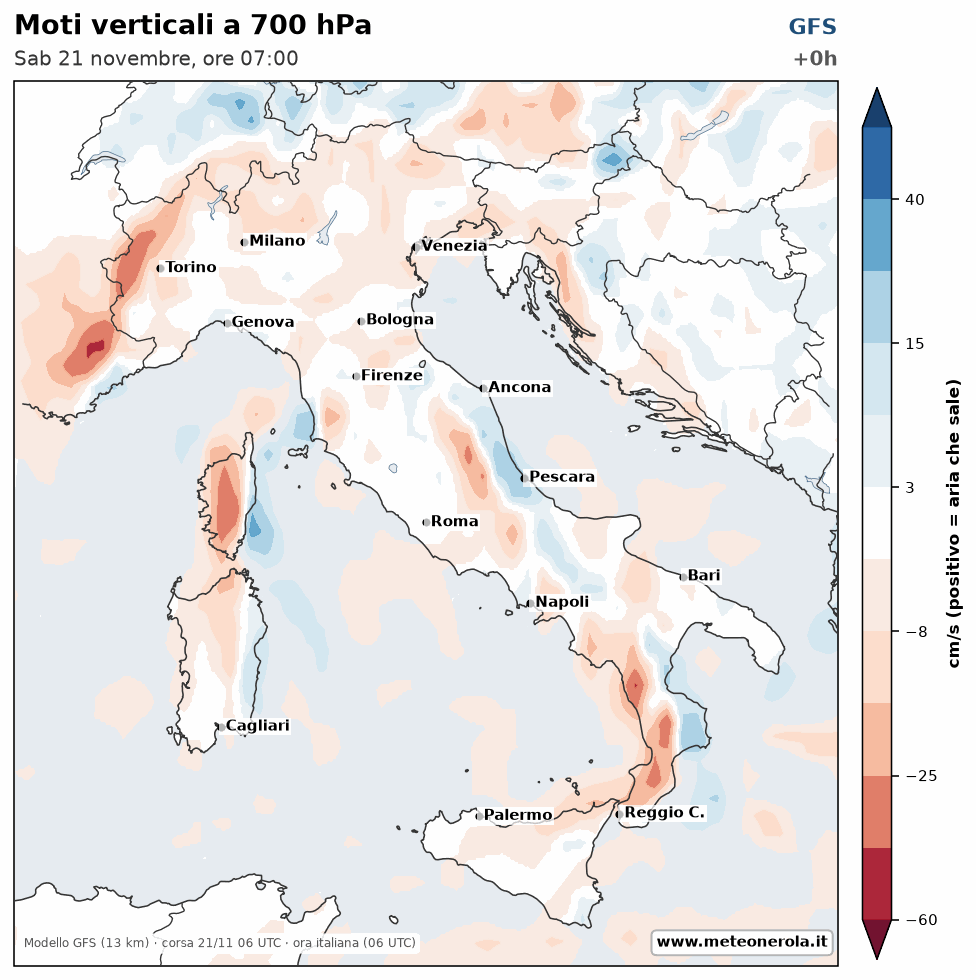 Moti verticali a 700 hPa
GFS
Sab 21 novembre, ore 07:00
+0h
40
15
3
−8
−25
−60
cm/s (positivo = aria che sale)
Milano
Venezia
Torino
Genova
Bologna
Firenze
Ancona
Pescara
Roma
Bari
Napoli
Cagliari
Palermo
Reggio C.
Modello GFS (13 km) · corsa 21/11 06 UTC · ora italiana (06 UTC)
www.meteonerola.it